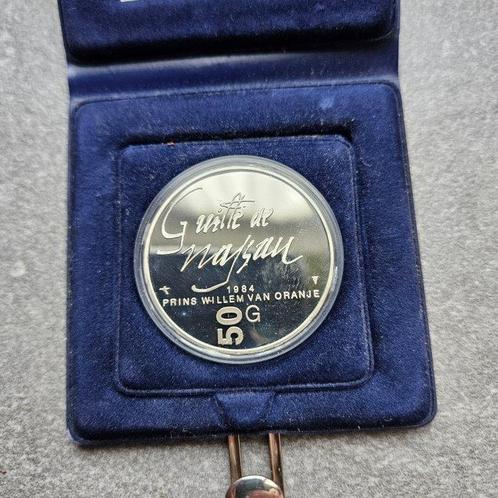 Guille de
nassau
1984
PRINS WILLEM VAN ORANJE
50 G